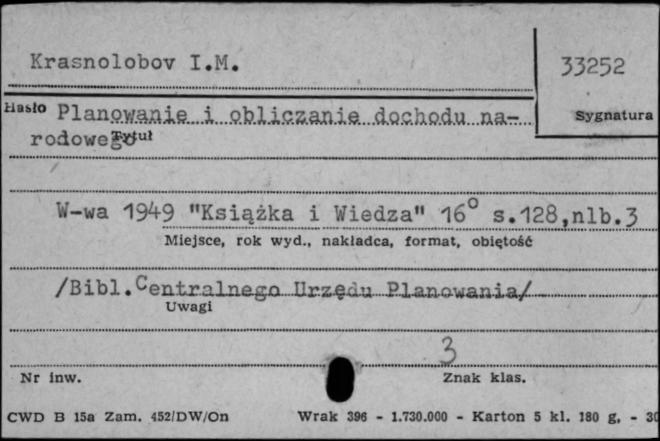 Krasnolobov I.M.
33252
Hasło Planowanie i obliczanie dochodu na-
Sygnatura
rodowego Tytuł
W-wa 1949 "Książka i Wiedza" 16° s.128,nlb.3
Miejsce, rok wyd., nakładca, format, obiętość
/Bibl.Centralnego Urzędu Planowania/
Uwagi
3
Nr inw.
Znak klas.
CWD B 15a Zam. 452/DW/On Wrak 396 - 1.730.000 - Karton 5 kl. 180 g. - 30